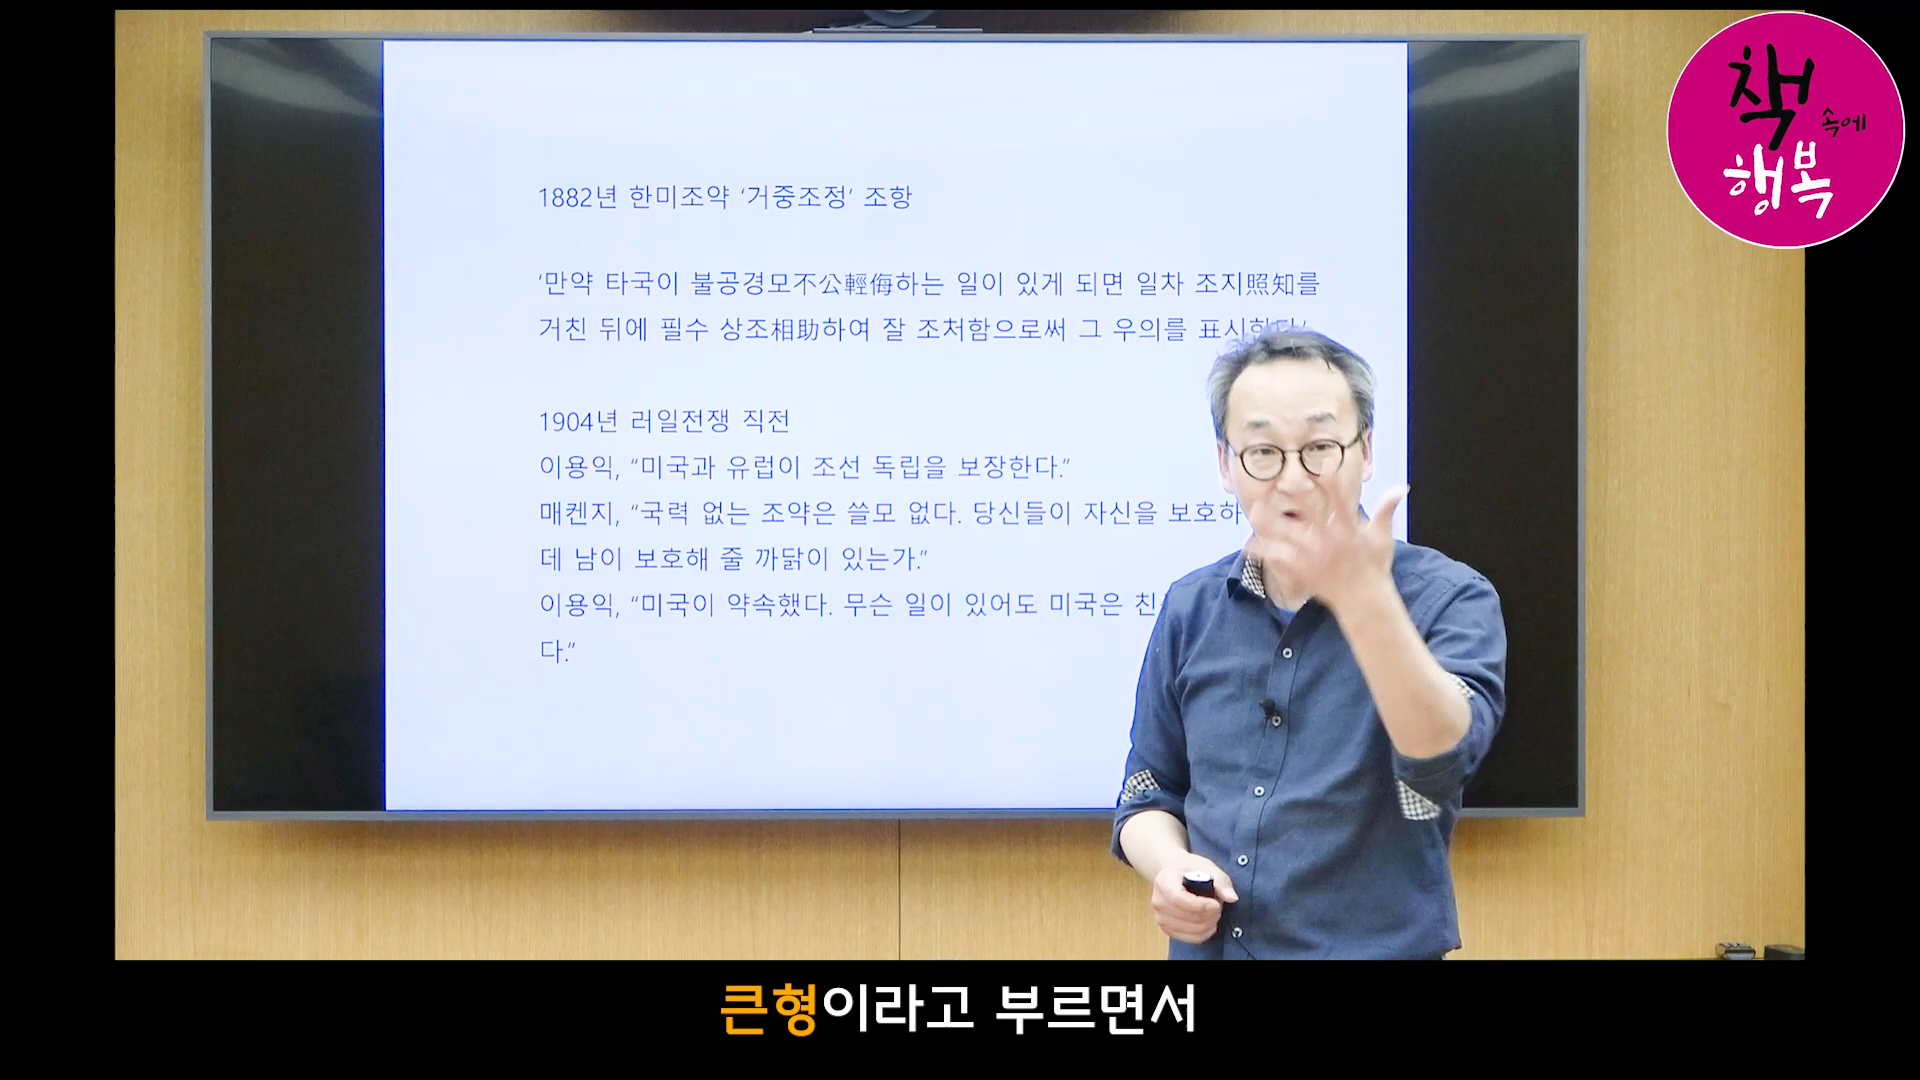 책
속에
행복
1882년 한미조약 ‘거중조정’ 조항
‘만약 타국이 불공경모不公輕侮하는 일이 있게 되면 일차 조지照知를
거친 뒤에 필수 상조相助하여 잘 조처함으로써 그 우의를 표시한다’
1904년 러일전쟁 직전
이용익, “미국과 유럽이 조선 독립을 보장한다.”
매켄지, “국력 없는 조약은 쓸모 없다. 당신들이 자신을 보호하
데 남이 보호해 줄 까닭이 있는가.”
이용익, “미국이 약속했다. 무슨 일이 있어도 미국은
다.”
큰형이라고 부르면서